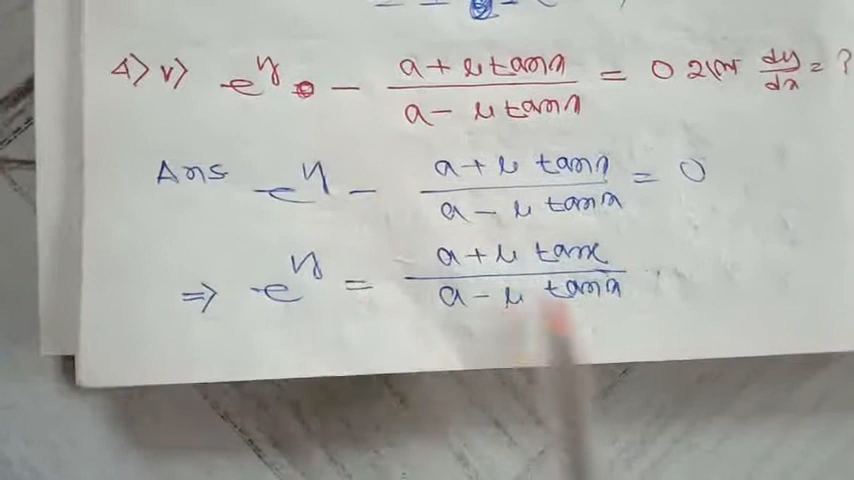 4> v> e^y - (a + b tanx)/(a - b tanx) = 0 হলে dy/dx = ?
Ans e^y - (a + b tanx)/(a - b tanx) = 0
⇒ e^y = (a + b tanx)/(a - b tanx)